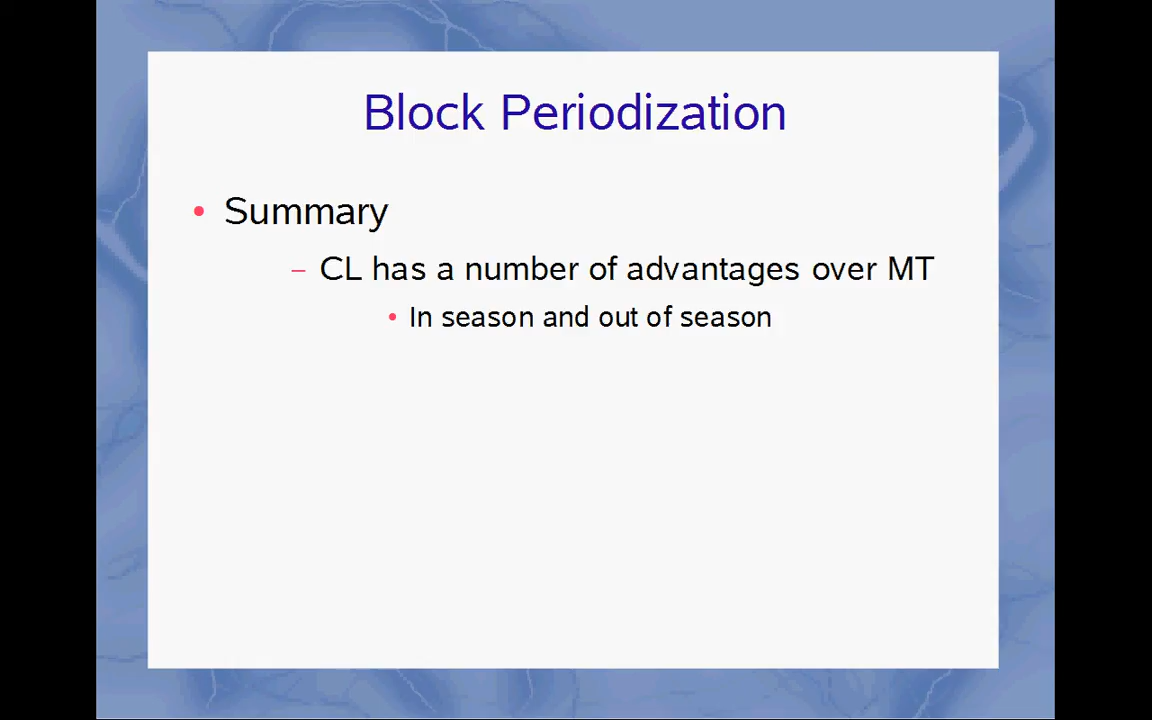 Block Periodization
• Summary
– CL has a number of advantages over MT
• In season and out of season